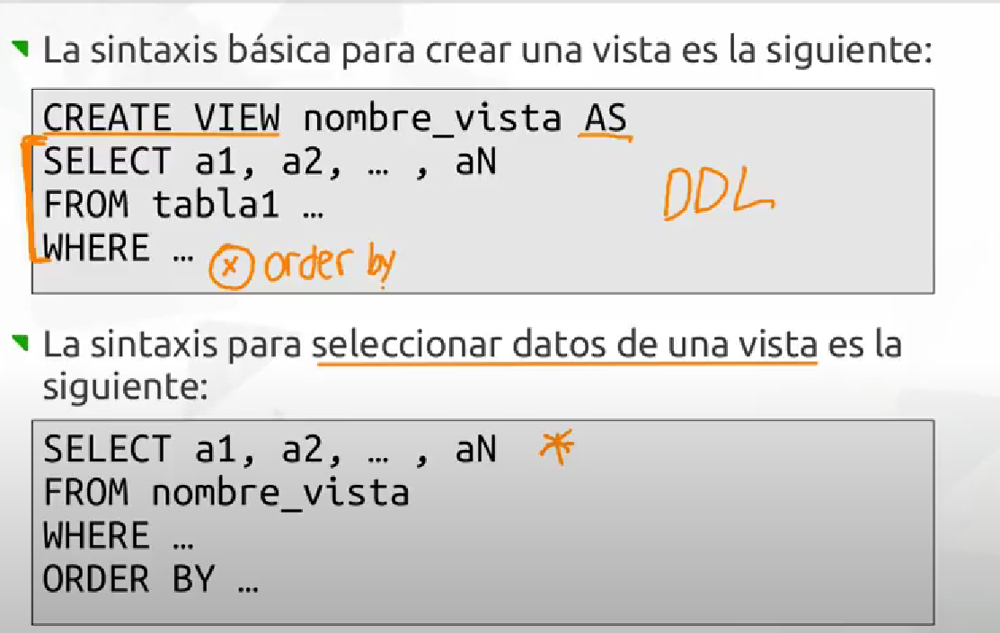 La sintaxis básica para crear una vista es la siguiente:
CREATE VIEW nombre_vista AS
SELECT a1, a2, … , aN
FROM tabla1 …
DDL
WHERE …
x order by
La sintaxis para seleccionar datos de una vista es la
siguiente:
SELECT a1, a2, … , aN *
FROM nombre_vista
WHERE …
ORDER BY …